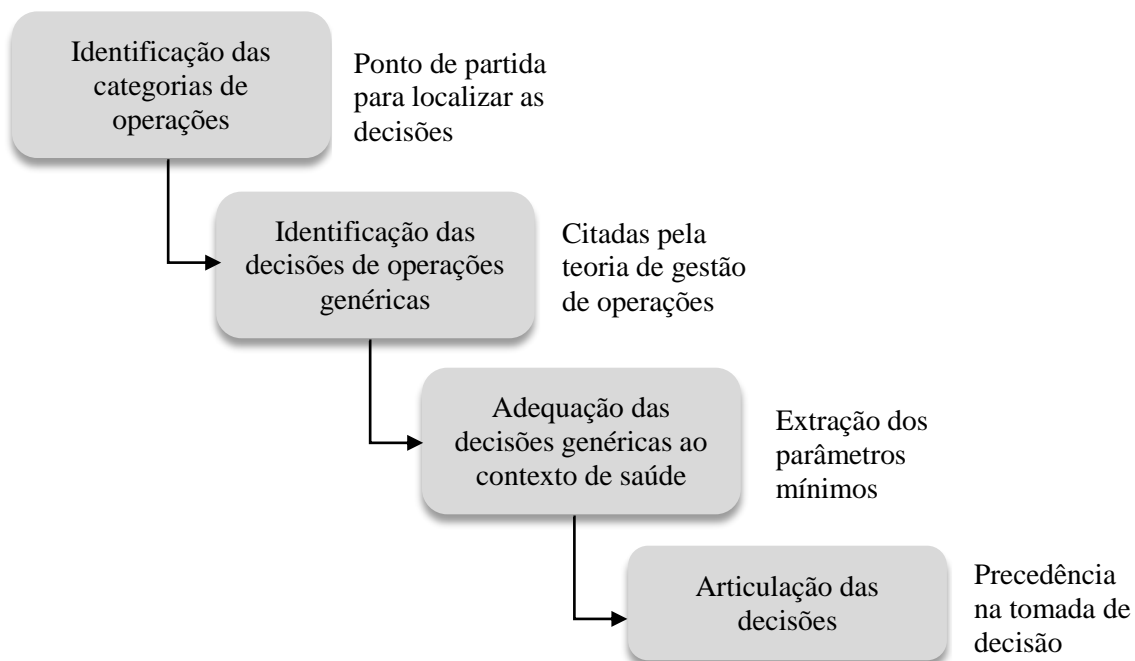 Identificação das
categorias de
operações
Ponto de partida
para localizar as
decisões
Identificação das
decisões de operações
genéricas
Citadas pela
teoria de gestão
de operações
Adequação das
decisões genéricas ao
contexto de saúde
Extração dos
parâmetros
mínimos
Articulação das
decisões
Precedência
na tomada de
decisão